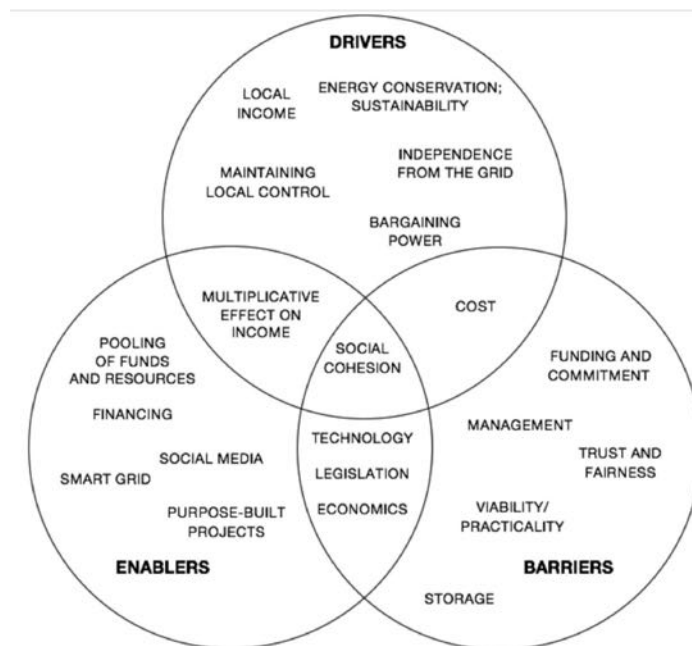 DRIVERS
LOCAL
INCOME
ENERGY CONSERVATION;
SUSTAINABILITY
MAINTAINING
LOCAL CONTROL
INDEPENDENCE
FROM THE GRID
BARGAINING
POWER
MULTIPLICATIVE
EFFECT ON
INCOME
COST
SOCIAL
COHESION
POOLING
OF FUNDS
AND RESOURCES
FINANCING
SOCIAL MEDIA
SMART GRID
PURPOSE-BUILT
PROJECTS
ENABLERS
TECHNOLOGY
LEGISLATION
ECONOMICS
FUNDING AND
COMMITMENT
MANAGEMENT
TRUST AND
FAIRNESS
VIABILITY/
PRACTICALITY
BARRIERS
STORAGE